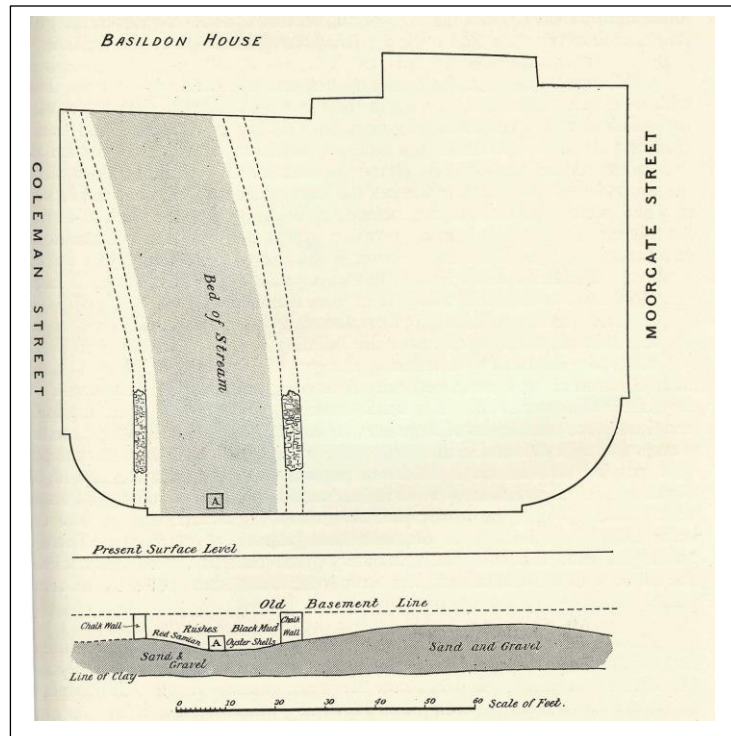 BASILDON HOUSE
COLEMAN STREET
MOORGATE STREET
Bed of Stream
A
Present Surface Level
Old Basement Line
Chalk Wall
Red Samian
Rushes
A
Black Mud
Oyster Shells
Chalk
Wall
Sand &
Gravel
Sand and Gravel
Line of Clay
0 10 20 30 40 50 60 Scale of Feet.